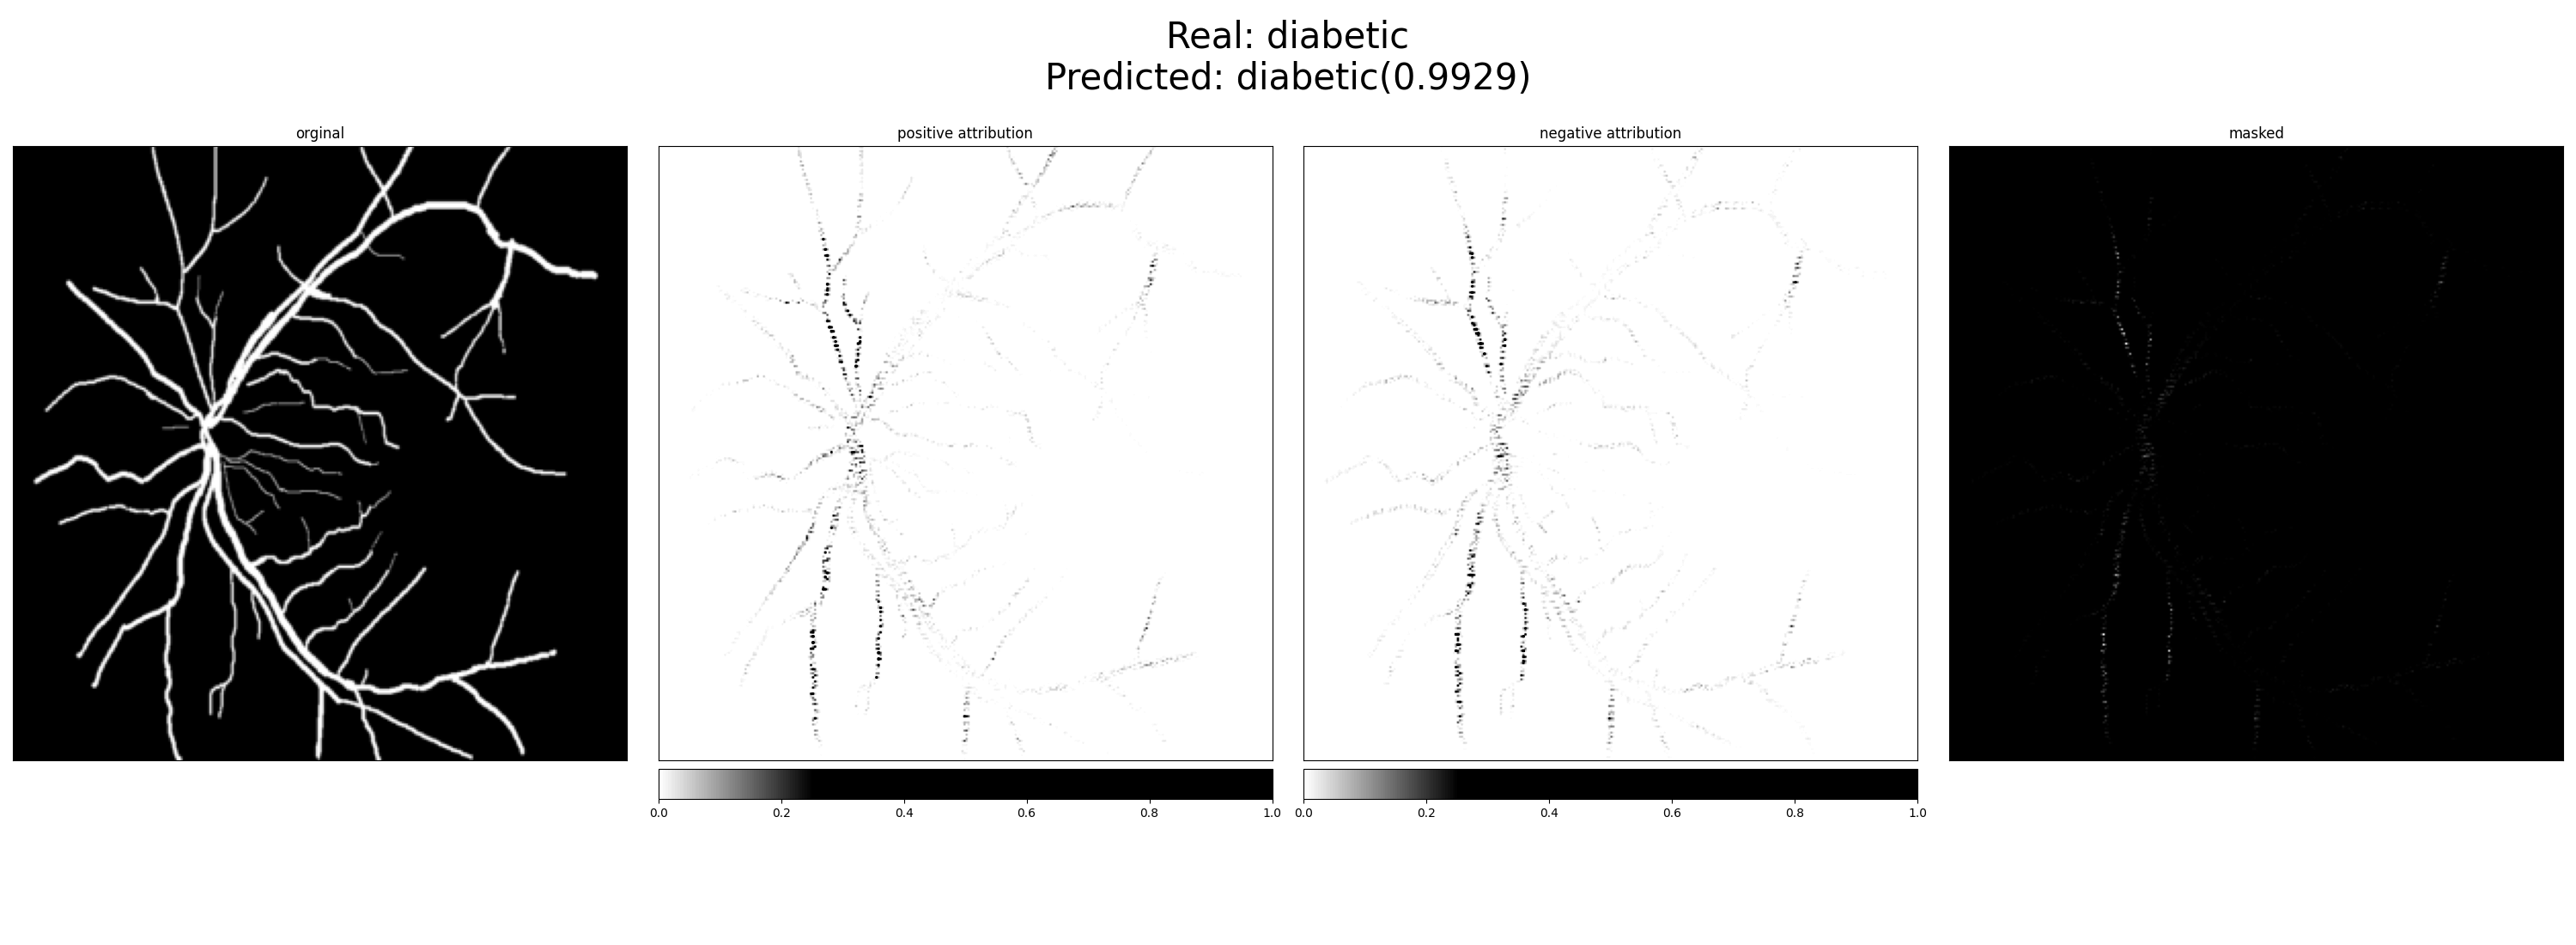 Real: diabetic
Predicted: diabetic(0.9929)
orginal
positive attribution
negative attribution
masked
0.0 0.2 0.4 0.6 0.8 1.0
0.0 0.2 0.4 0.6 0.8 1.0